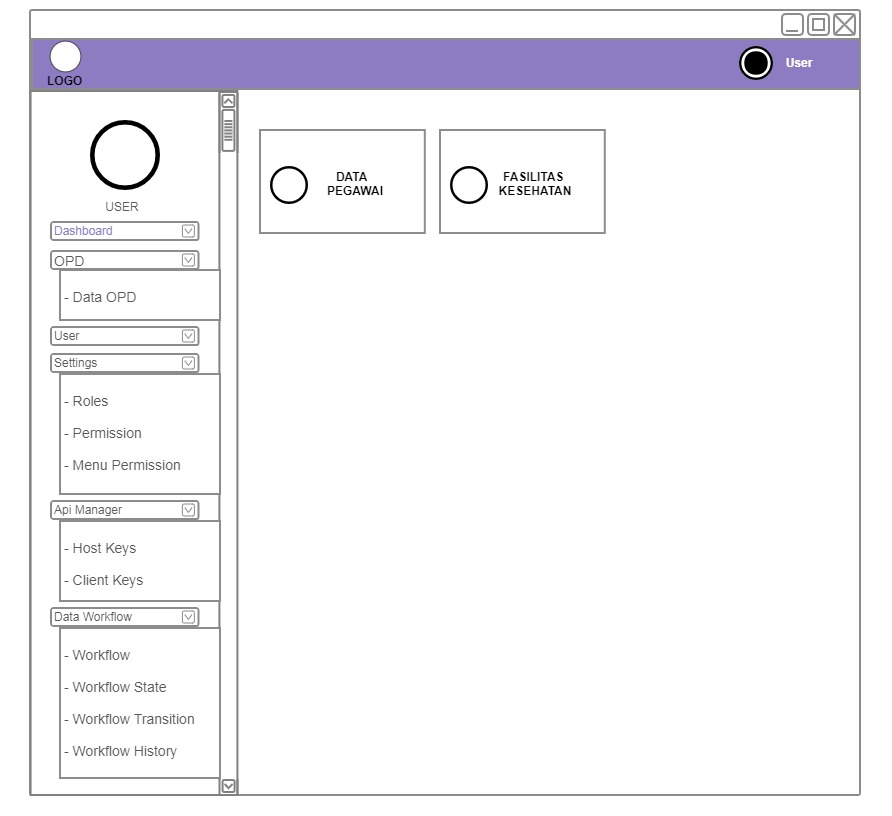 LOGO
User
USER
Dashboard
OPD
- Data OPD
User
Settings
- Roles
- Permission
- Menu Permission
Api Manager
- Host Keys
- Client Keys
Data Workflow
- Workflow
- Workflow State
- Workflow Transition
- Workflow History
DATA
PEGAWAI
FASILITAS
KESEHATAN